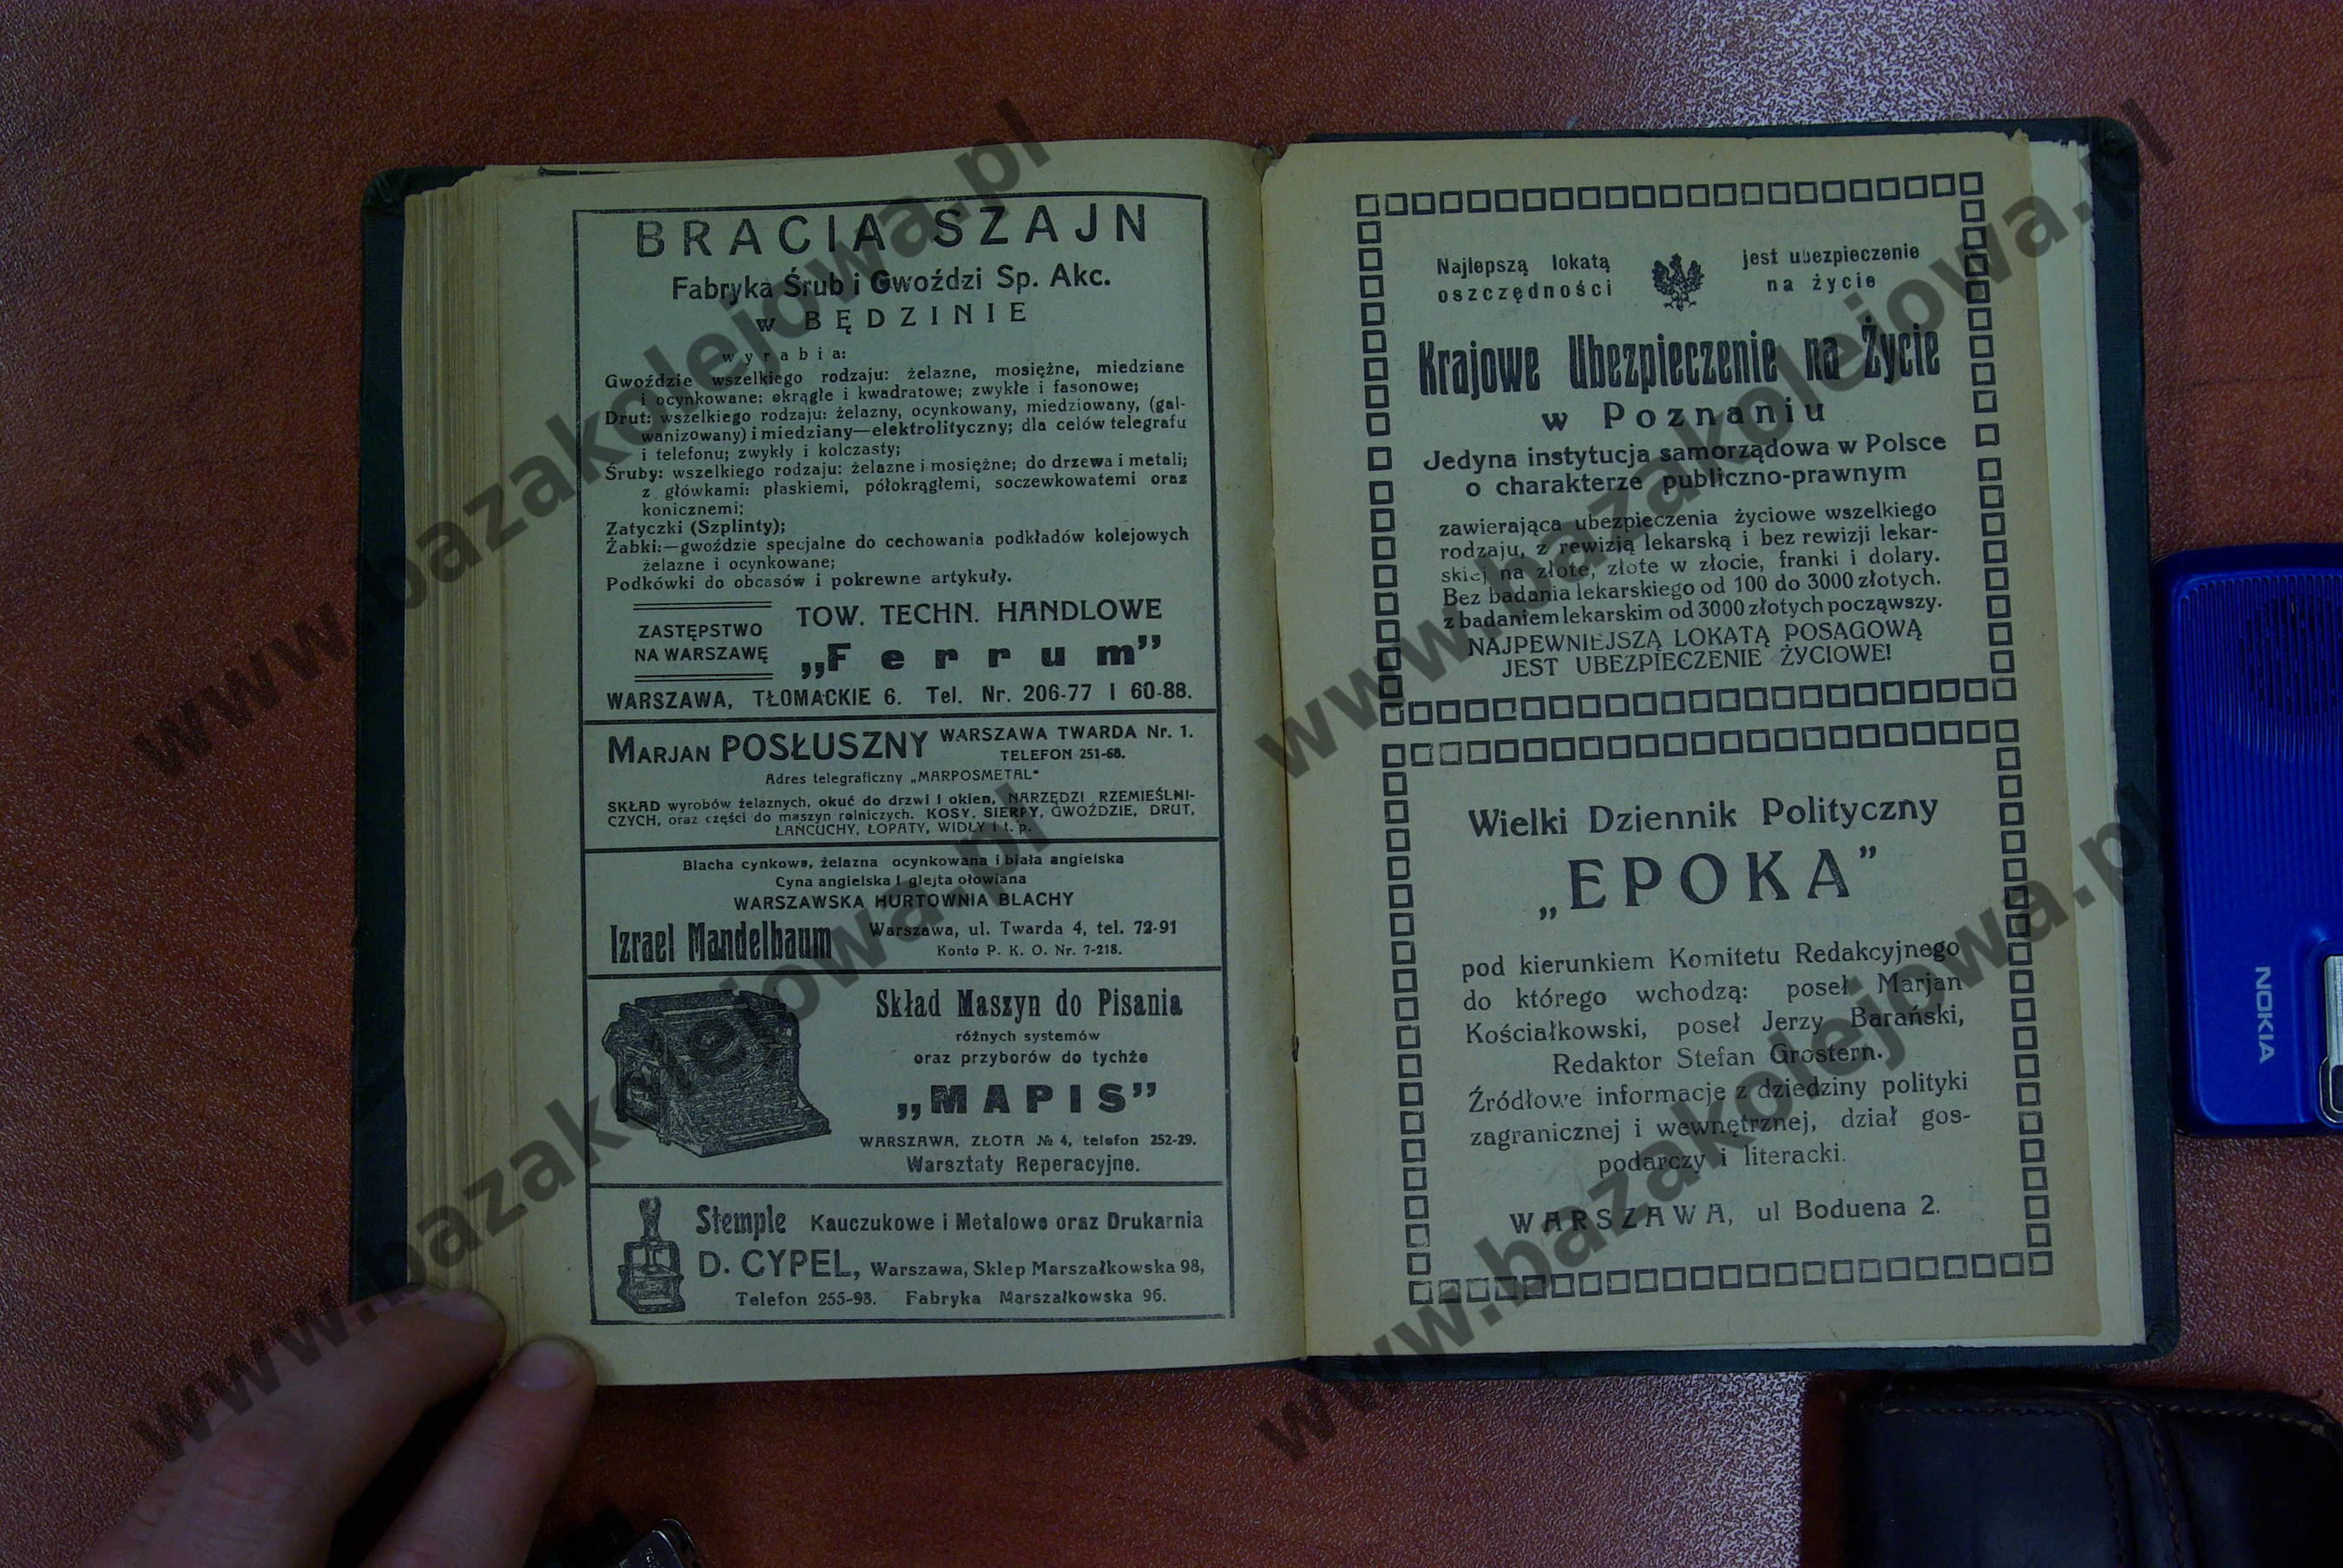 BRACIA SZAJN
Fabryka Śrub i Gwoździ Sp. Akc.
w BĘDZINIE
wyrabia:
Gwoździe wszelkiego rodzaju: żelazne, mosiężne, miedziane
i ocynkowane; okrągłe i kwadratowe; zwykłe i fasonowe;
Drut: wszelkiego rodzaju: żelazny, ocynkowany, miedziowany, (gal-
wanizowany) i miedziany—elektrolityczny; dla celów telegrafu
i telefonu; zwykły i kolczasty;
Śruby: wszelkiego rodzaju: żelazne i mosiężne; do drzewa i metali;
z główkami: płaskiemi, półokrągłemi, soczewkowatemi oraz
konicznemi;
Zatyczki (Szplinty);
Żabki:—gwoździe specjalne do cechowania podkładów kolejowych
żelazne i ocynkowane;
Podkówki do obcasów i pokrewne artykuły.
ZASTĘPSTWO
NA WARSZAWĘ
TOW. TECHN. HANDLOWE
„Ferrum”
WARSZAWA, TŁOMACKIE 6. Tel. Nr. 206-77 i 60-88.
MARJAN POSŁUSZNY WARSZAWA TWARDA Nr. 1.
TELEFON 251-68.
Adres telegraficzny „MARPOSMETAL”
SKŁAD wyrobów żelaznych, okuć do drzwi i okien, NARZĘDZI RZEMIEŚLNI-
CZYCH, oraz części do maszyn rolniczych. KOSY, SIERPY, GWOŹDZIE, DRUT,
ŁAŃCUCHY, ŁOPATY, WIDŁY i t. p.
Blacha cynkowa, żelazna ocynkowana i biała angielska
Cyna angielska i glejta ołowiana
WARSZAWSKA HURTOWNIA BLACHY
Izrael Mandelbaum Warszawa, ul. Twarda 4, tel. 72-91
Konto P. K. O. Nr. 7-218.
Skład Maszyn do Pisania
różnych systemów
oraz przyborów do tychże
„MAPIS”
WARSZAWA, ZŁOTA № 4, telefon 252-29.
Warsztaty Reperacyjne.
Stemple Kauczukowe i Metalowe oraz Drukarnia
D. CYPEL, Warszawa, Sklep Marszałkowska 98,
Telefon 255-93. Fabryka Marszałkowska 96.
Najlepszą lokatą
oszczędności
jest ubezpieczenie
na życie
Krajowe Ubezpieczenie na Życie
w Poznaniu
Jedyna instytucja samorządowa w Polsce
o charakterze publiczno-prawnym
zawierająca ubezpieczenia życiowe wszelkiego
rodzaju, z rewizją lekarską i bez rewizji lekar-
skiej na złote, złote w złocie, franki i dolary.
Bez badania lekarskiego od 100 do 3000 złotych.
z badaniem lekarskim od 3000 złotych począwszy.
NAJPEWNIEJSZĄ LOKATĄ POSAGOWĄ
JEST UBEZPIECZENIE ŻYCIOWE!
Wielki Dziennik Polityczny
„EPOKA”
pod kierunkiem Komitetu Redakcyjnego
do którego wchodzą: poseł Marjan
Kościałkowski, poseł Jerzy Barański,
Redaktor Stefan Grostern.
Źródłowe informacje z dziedziny polityki
zagranicznej i wewnętrznej, dział gos-
podarczy i literacki.
WARSZAWA, ul Boduena 2.
NOKIA
www.bazakolejowa.pl
www.bazakolejowa.pl
www.bazakolejowa.pl
www.bazakolejowa.pl